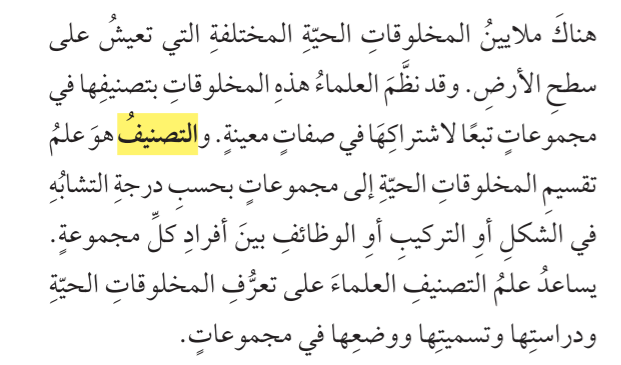 هناكَ ملايينُ المخلوقاتِ الحيّةِ المختلفةِ التي تعيشُ على
سطحِ الأرضِ. وقد نظَّمَ العلماءُ هذهِ المخلوقاتِ بتصنيفِها في
مجموعاتٍ تبعًا لاشتراكِهَا في صفاتٍ معينةٍ. والتصنيفُ هوَ علمُ
تقسيمِ المخلوقاتِ الحيّةِ إلى مجموعاتٍ بحسبِ درجةِ التشابُهِ
في الشَكلِ أوِ التركيبِ أوِ الوظائفِ بينَ أفرادِ كلِّ مجموعةٍ.
يساعدُ علمُ التصنيفِ العلماءَ على تعرُّفِ المخلوقاتِ الحيّةِ
ودراستِها وتسميتِها ووضعِها في مجموعاتٍ.